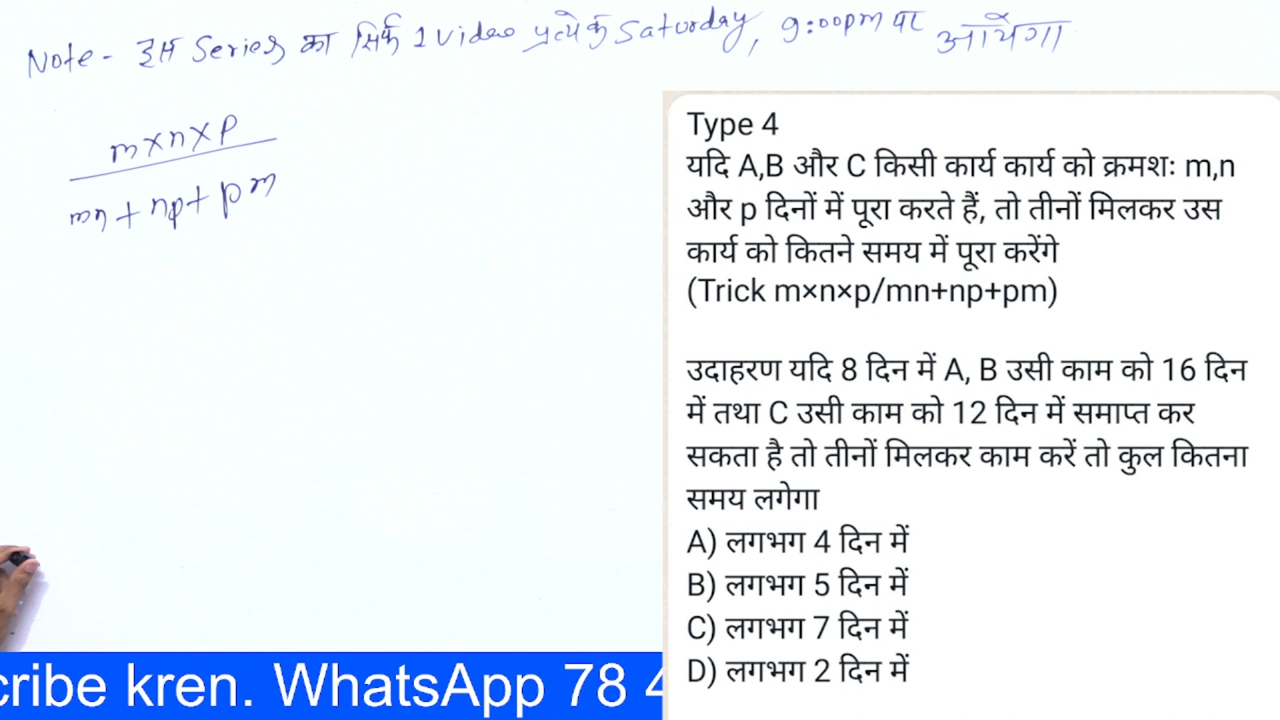 Note - इस Series का सिर्फ 1 Video प्रत्येक Saturday, 9:00pm पर आयेगा
m×n×p
mn + np + pm
Type 4
यदि A,B और C किसी कार्य कार्य को क्रमशः m,n
और p दिनों में पूरा करते हैं, तो तीनों मिलकर उस
कार्य को कितने समय में पूरा करेंगे
(Trick m×n×p/mn+np+pm)
उदाहरण यदि 8 दिन में A, B उसी काम को 16 दिन
में तथा C उसी काम को 12 दिन में समाप्त कर
सकता है तो तीनों मिलकर काम करें तो कुल कितना
समय लगेगा
A) लगभग 4 दिन में
B) लगभग 5 दिन में
C) लगभग 7 दिन में
D) लगभग 2 दिन में
cribe kren. WhatsApp 78 4